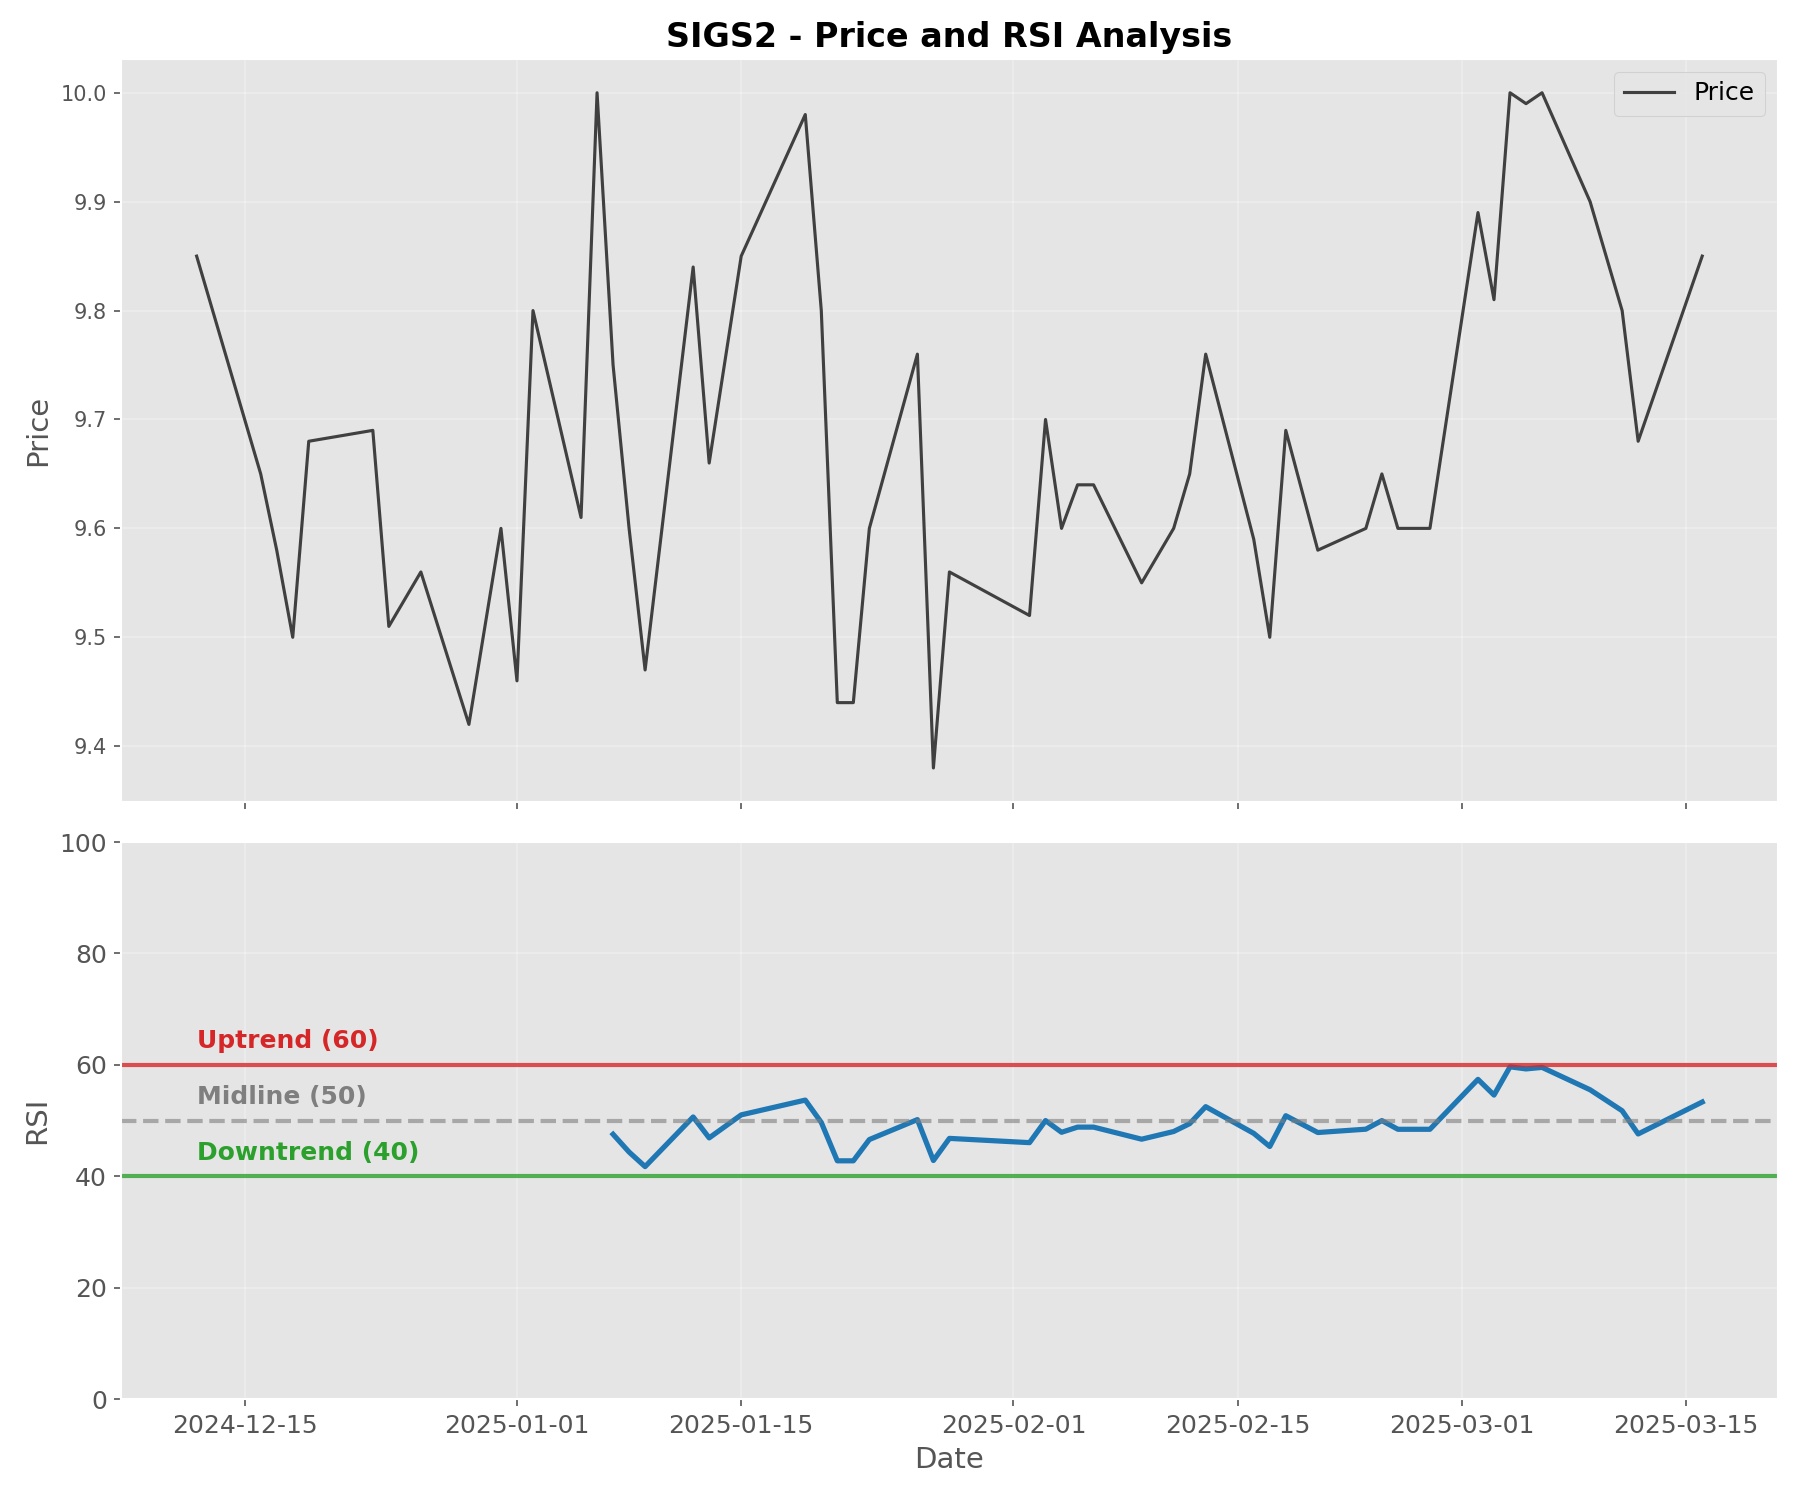 SIGS2 - Price and RSI Analysis
Price
10.0
9.9
9.8
9.7
9.6
9.5
9.4
Price
100
80
60
40
20
0
RSI
Uptrend (60)
Midline (50)
Downtrend (40)
2024-12-15
2025-01-01
2025-01-15
2025-02-01
2025-02-15
2025-03-01
2025-03-15
Date